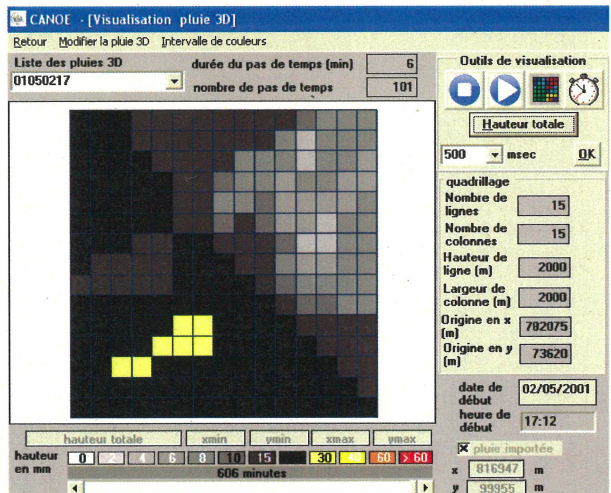 CANOE - [Visualisation pluie 3D]
Retour Modifier la pluie 3D Intervalle de couleurs
Liste des pluies 3D
01050217
durée du pas de temps (min) 6
nombre de pas de temps 101
Outils de visualisation
Hauteur totale
500 msec OK
quadrillage
Nombre de lignes 15
Nombre de colonnes 15
Hauteur de ligne (m) 2000
Largeur de colonne (m) 2000
Origine en x (m) 782075
Origine en y (m) 73620
date de début 02/05/2001
heure de début 17:12
pluie importée
x 816947 m
y 99955 m
hauteur totale xmin ymin xmax ymax
hauteur en mm 0 2 4 6 8 10 15 30 40 60 > 60
606 minutes